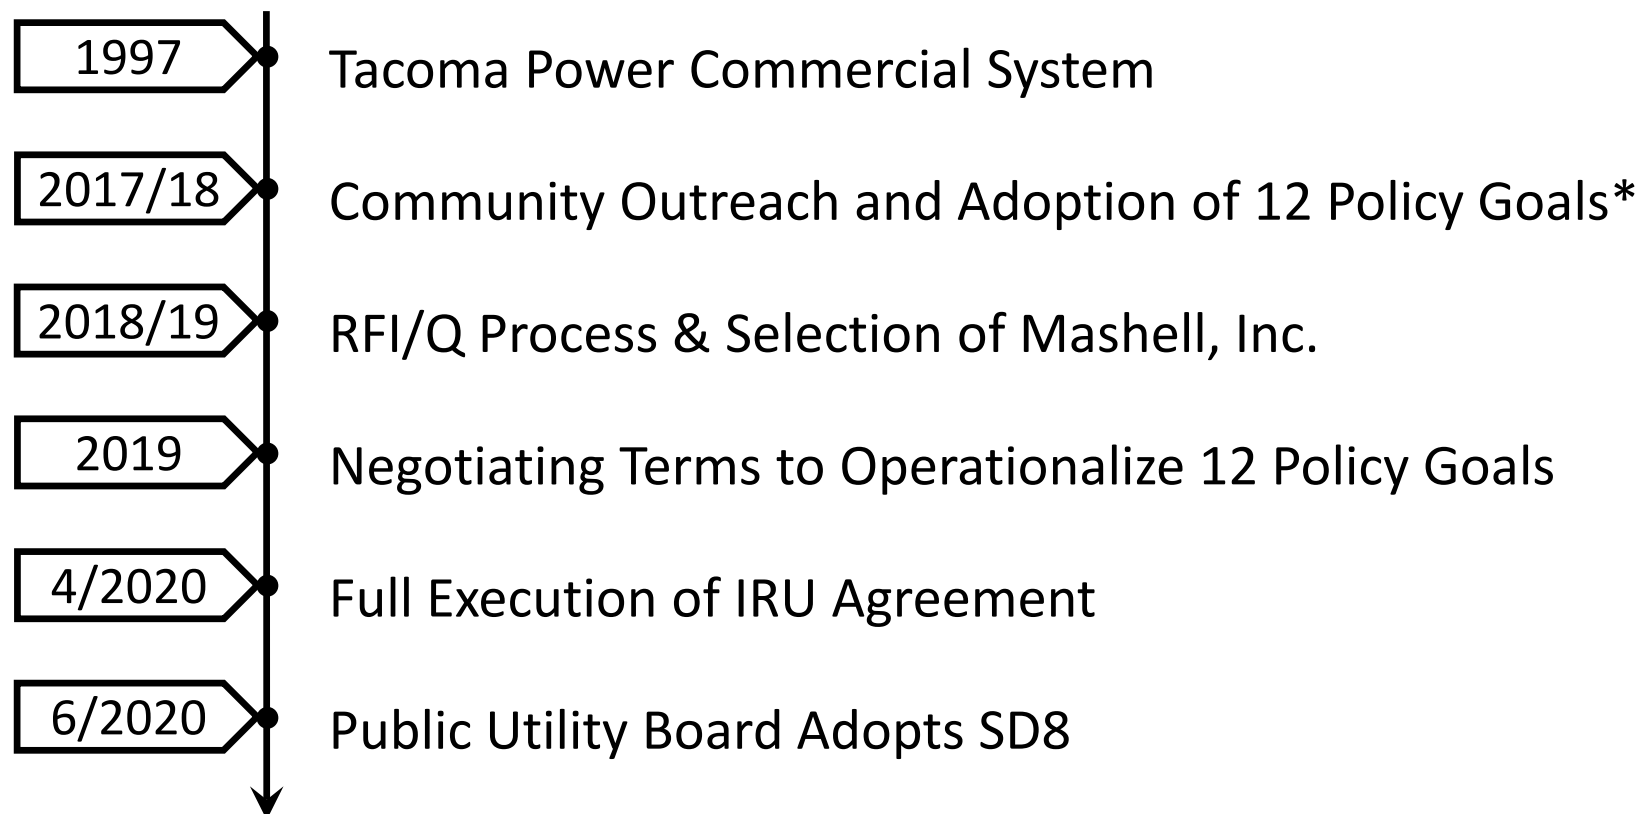 1997
Tacoma Power Commercial System
2017/18
Community Outreach and Adoption of 12 Policy Goals*
2018/19
RFI/Q Process & Selection of Mashell, Inc.
2019
Negotiating Terms to Operationalize 12 Policy Goals
4/2020
Full Execution of IRU Agreement
6/2020
Public Utility Board Adopts SD8